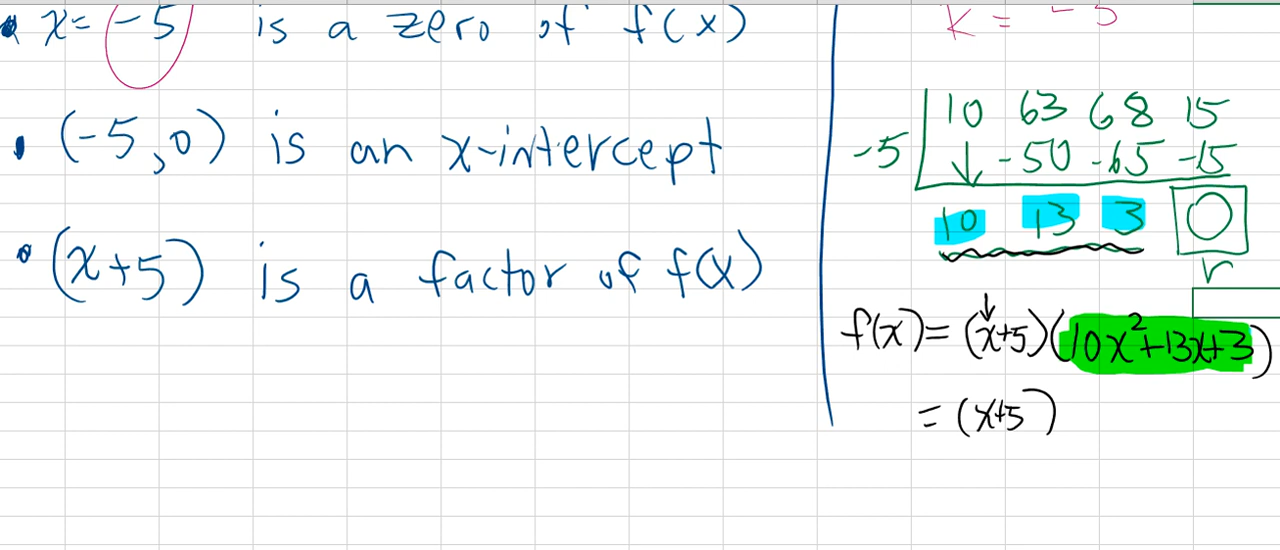 • x = -5 is a zero of f(x)
• (-5,0) is an x-intercept
• (x+5) is a factor of f(x)
K = -5
10 63 68 15
-5 ↓ -50 -65 -15
10 13 3 0
r
↓
f(x) = (x+5)(10x²+13x+3)
= (x+5)